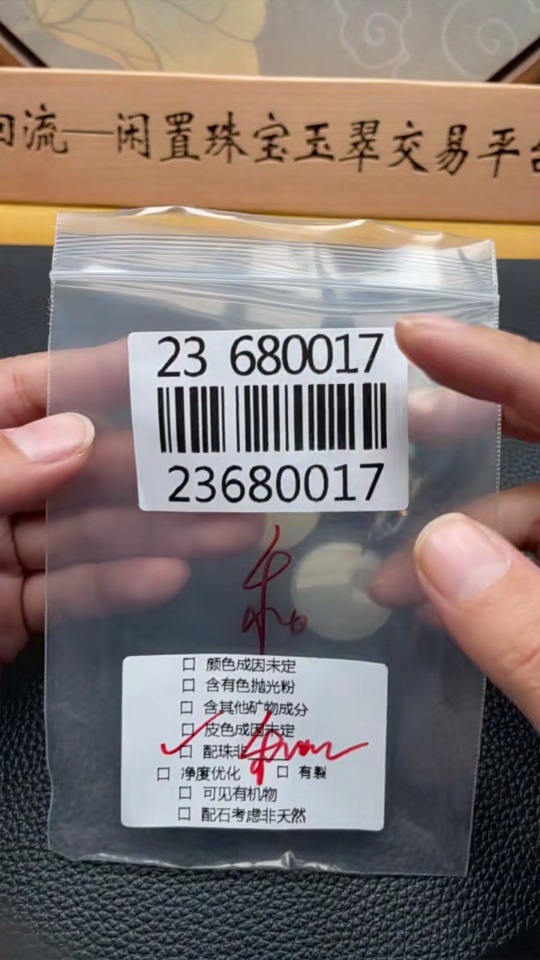 回流—闲置珠宝玉翠交易平台
23 680017
23680017
和
□ 颜色成因未定
□ 含有色抛光粉
□ 含其他矿物成分
□ 皮色成因未定
□ 配珠非
□ 净度优化 □ 有裂
□ 可见有机物
□ 配石考虑非天然